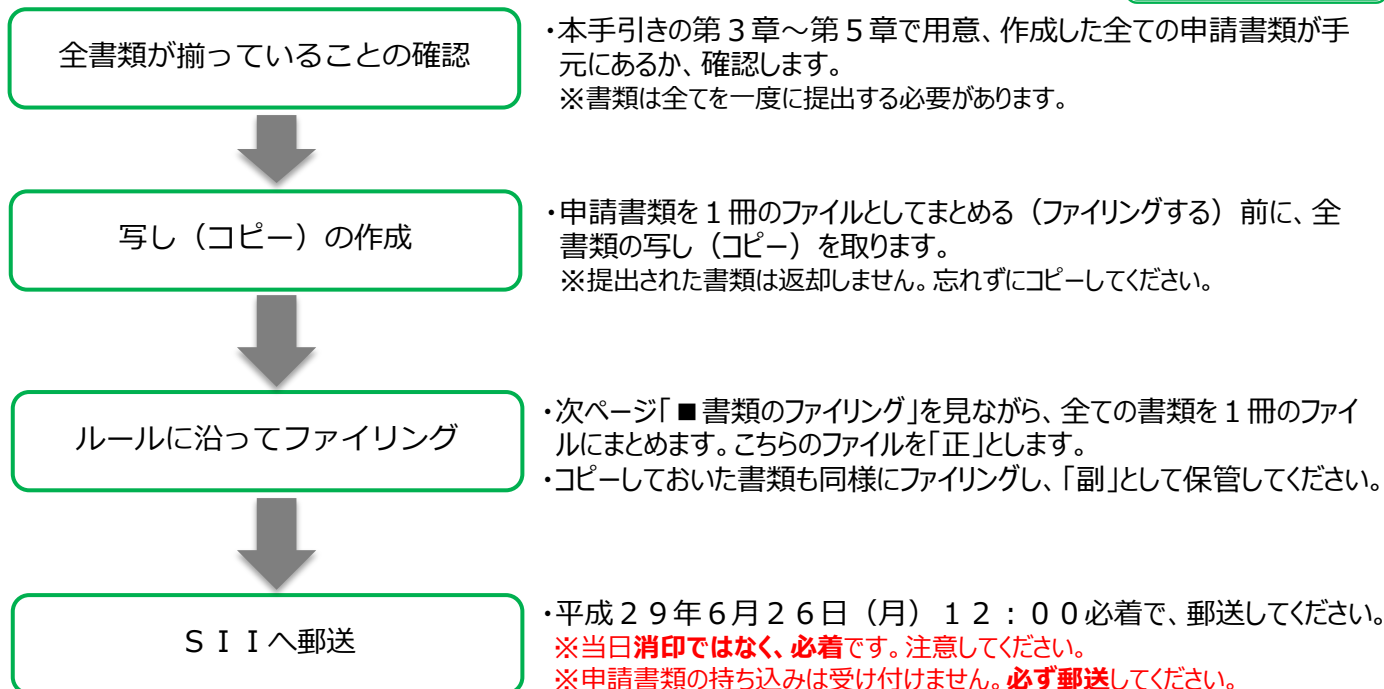 全書類が揃っていることの確認
・本手引きの第3章～第5章で用意、作成した全ての申請書類が手
元にあるか、確認します。
※書類は全てを一度に提出する必要があります。
写し（コピー）の作成
・申請書類を１冊のファイルとしてまとめる（ファイリングする）前に、全
書類の写し（コピー）を取ります。
※提出された書類は返却しません。忘れずにコピーしてください。
ルールに沿ってファイリング
・次ページ「■書類のファイリング」を見ながら、全ての書類を１冊のファイ
ルにまとめます。こちらのファイルを「正」とします。
・コピーしておいた書類も同様にファイリングし、「副」として保管してください。
ＳＩＩへ郵送
・平成２９年６月２６日（月）１２：００必着で、郵送してください。
※当日消印ではなく、必着です。注意してください。
※申請書類の持ち込みは受け付けません。必ず郵送してください。